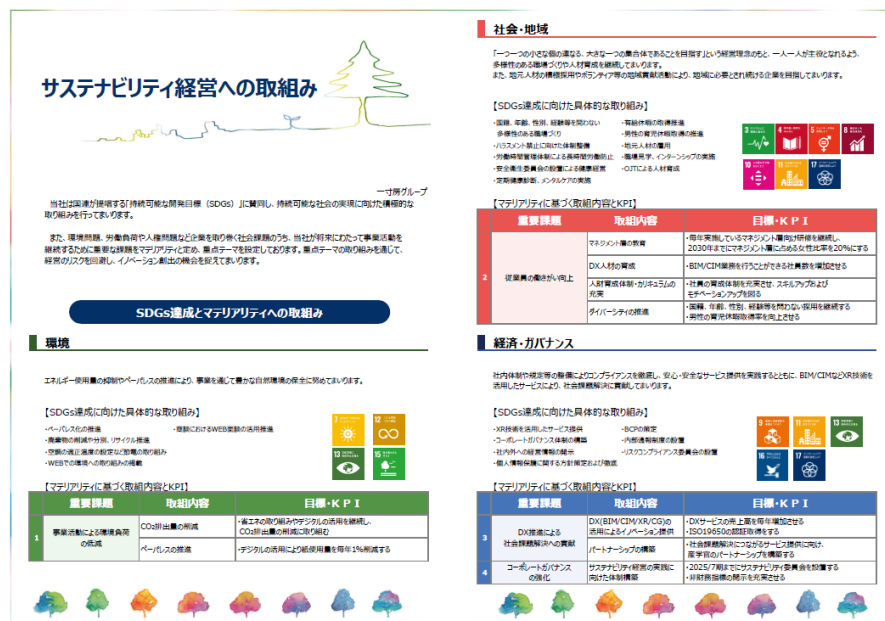 サステナビリティ経営への取組み
一寸房グループ
当社は国連が提唱する「持続可能な開発目標（SDGs）」に賛同し、持続可能な社会の実現に向けた積極的な
取り組みを行ってまいります。
また、環境問題、労働負荷や人権問題など企業を取り巻く社会課題のうち、当社が将来にわたって事業活動を
継続するために重要な課題をマテリアリティと定め、重点テーマを設定しております。重点テーマの取組みを通じて、
経営のリスクを回避し、イノベーション創出の機会を捉えてまいります。
SDGs達成とマテリアリティへの取組み
環境
エネルギー使用量の抑制やペーパレスの推進により、事業を通じて豊かな自然環境の保全に努めてまいります。
【SDGs達成に向けた具体的な取り組み】
・ペーパレス化の推進
・商談におけるWEB面談の活用推進
・廃棄物の削減や分別、リサイクル推進
・空調の適正温度の設定など節電の取り組み
・WEBでの環境への取り組みの掲載
7
12
13
15
【マテリアリティに基づく取組内容とKPI】
重要課題 取組内容 目標・KPI
1
事業活動による環境負荷
の低減
CO2排出量の削減
・省エネの取り組みやデジタルの活用を継続し、
CO2排出量の削減に取り組む
ペーパレスの推進
・デジタルの活用により紙使用量を毎年1%削減する
社会・地域
「一つ一つの小さな個の連なる、大きな一つの集合体であることを目指す」という経営理念のもと、一人一人が主役となれるよう、
多様性のある職場づくりや人材育成を継続してまいります。
また、地元人材の積極採用やボランティア等の地域貢献活動により、地域に必要とされ続ける企業を目指してまいります。
【SDGs達成に向けた具体的な取り組み】
・国籍、年齢、性別、経験等を問わない
多様性のある職場づくり
・ハラスメント禁止に向けた体制整備
・労働時間管理体制による長時間労働防止
・安全衛生委員会の設置による健康経営
・定期健康診断、メンタルケアの実施
・有給休暇の取得推進
・男性の育児休暇取得の推進
・地元人材の雇用
・職場見学、インターンシップの実施
・OJTによる人材育成
3
4
5
8
10
11
17
【マテリアリティに基づく取組内容とKPI】
重要課題 取組内容 目標・KPI
2
従業員の働きがい向上
マネジメント層の教育
・毎年実施しているマネジメント層向け研修を継続し、
2030年までにマネジメント層に占める女性比率を20%にする
DX人材の育成
・BIM/CIM業務を行うことができる社員数を増加させる
人財育成体制・カリキュラムの
充実
・社員の育成体制を充実させ、スキルアップおよび
モチベーションアップを図る
ダイバーシティの推進
・国籍、年齢、性別、経験等を問わない採用を継続する
・男性の育児休暇取得率を向上させる
経済・ガバナンス
社内体制や規定等の整備によりコンプライアンスを徹底し、安心・安全なサービス提供を実践するとともに、BIM/CIMなどXR技術を
活用したサービスにより、社会課題解決に貢献してまいります。
【SDGs達成に向けた具体的な取り組み】
・XR技術を活用したサービス提供
・コーポレートガバナンス体制の構築
・社内外への経営情報の開示
・個人情報保護に関する方針策定および徹底
・BCPの策定
・内部通報制度の設置
・リスクコンプライアンス委員会の設置
9
11
13
16
17
【マテリアリティに基づく取組内容とKPI】
重要課題 取組内容 目標・KPI
3
DX推進による
社会課題解決への貢献
DX(BIM/CIM/XR/CG)の
活用によるイノベーション提供
・DXサービスの売上高を毎年増加させる
・ISO19650の認証取得をする
パートナーシップの構築
・社会課題解決につながるサービス提供に向け、
産学官のパートナーシップを構築する
4
コーポレートガバナンス
の強化
サステナビリティ経営の実践に
向けた体制構築
・2025/7期までにサステナビリティ委員会を設置する
・非財務指標の開示を充実させる